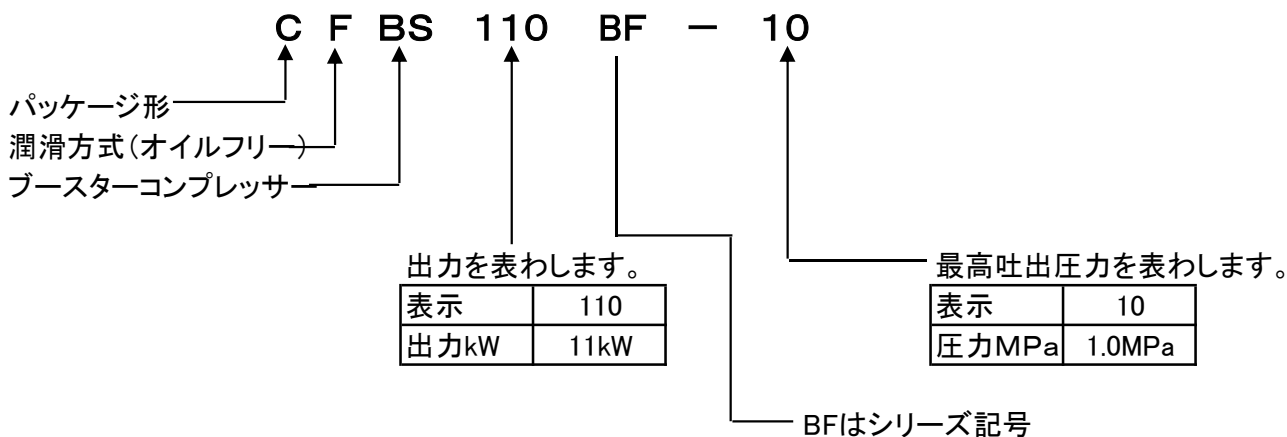 C F BS 110 BF － 10
パッケージ形
潤滑方式(オイルフリー)
ブースターコンプレッサー
出力を表わします。
表示 110
出力kW 11kW
最高吐出圧力を表わします。
表示 10
圧力MPa 1.0MPa
BFはシリーズ記号